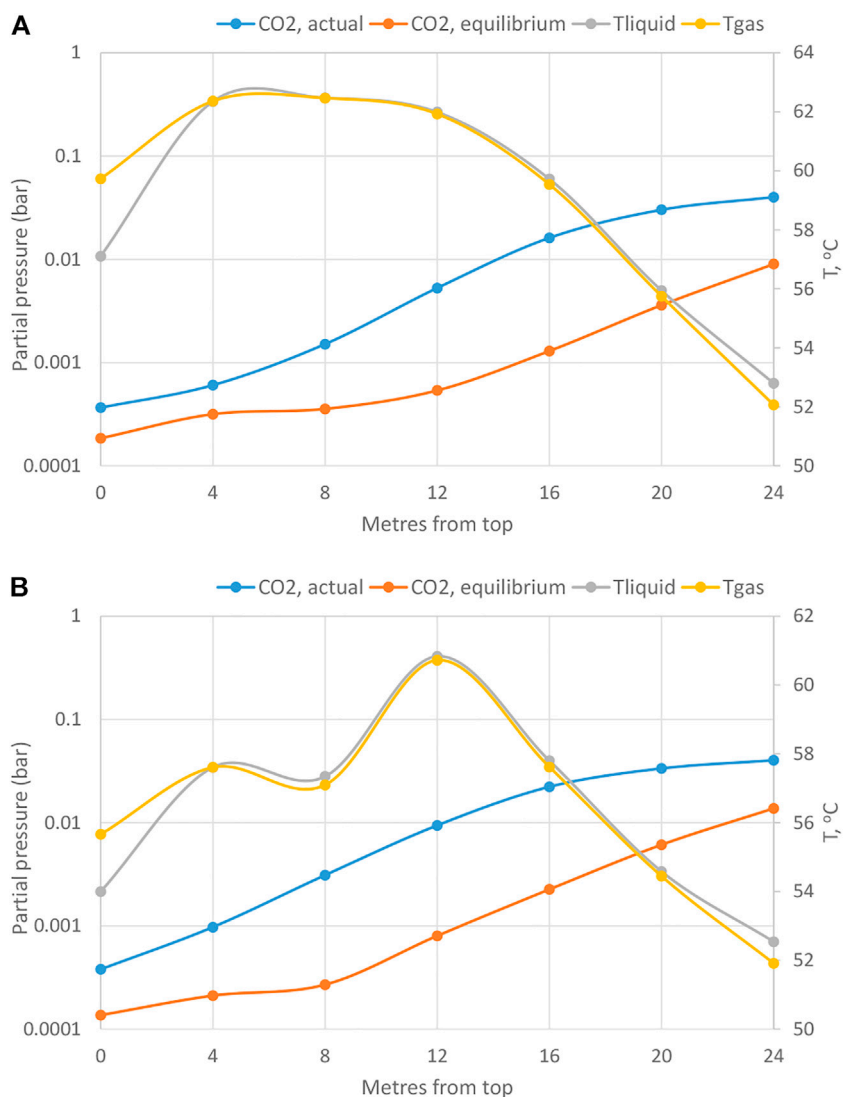 A
CO2, actual CO2, equilibrium Tliquid Tgas
1 64
0.1 62
0.01 60
0.001 58
0.0001 56
54
52
50
Partial pressure (bar)
T, oC
0 4 8 12 16 20 24
Metres from top
B
CO2, actual CO2, equilibrium Tliquid Tgas
1 62
0.1 60
0.01 58
0.001 56
0.0001 54
52
50
Partial pressure (bar)
T, oC
0 4 8 12 16 20 24
Metres from top